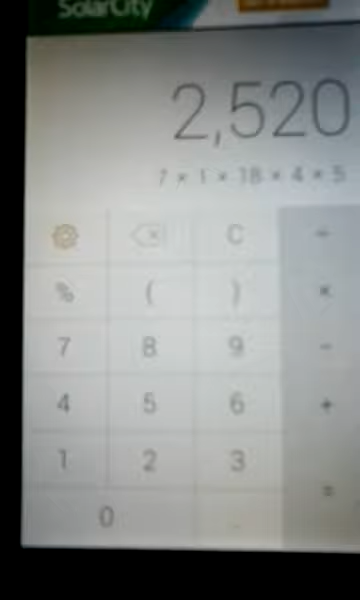 SolarCity
2,520
7 × 1 × 18 × 4 × 5
C ÷
% ( ) ×
7 8 9 −
4 5 6 +
1 2 3
=
0 .